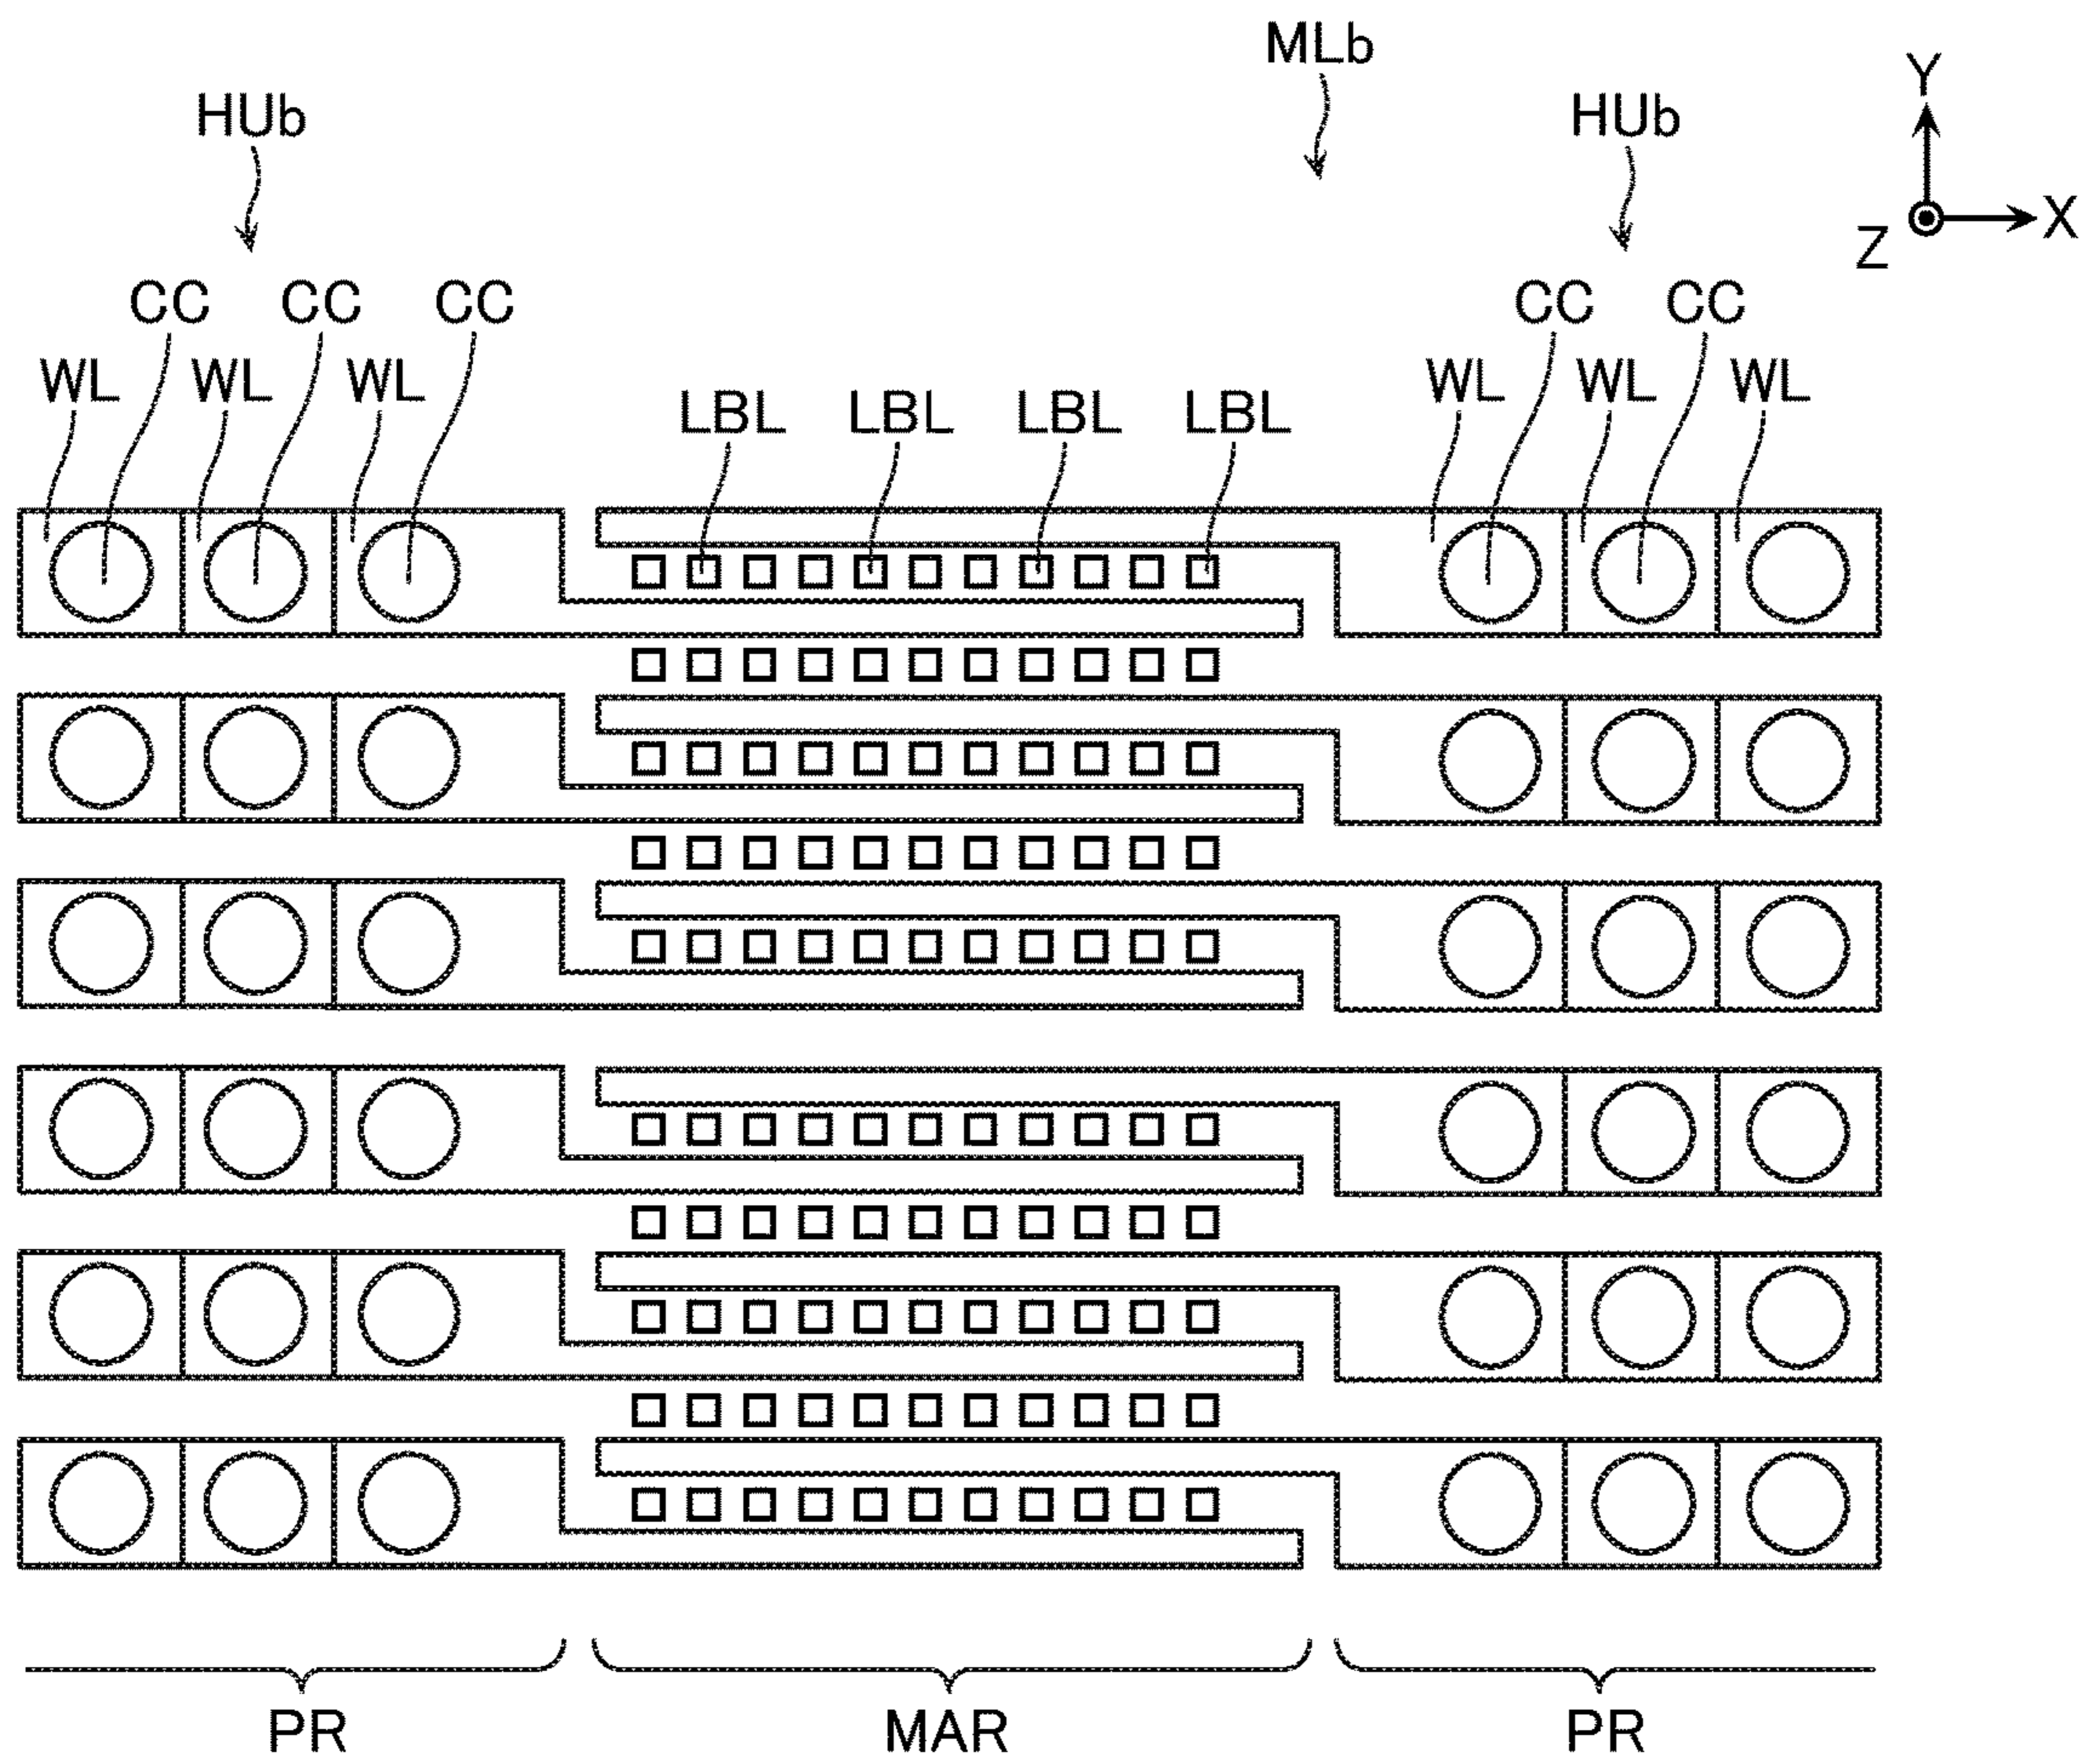 MLb
HUb HUb
Y
X
Z
CC CC CC CC CC
WL WL WL WL WL WL
LBL LBL LBL LBL
PR MAR PR